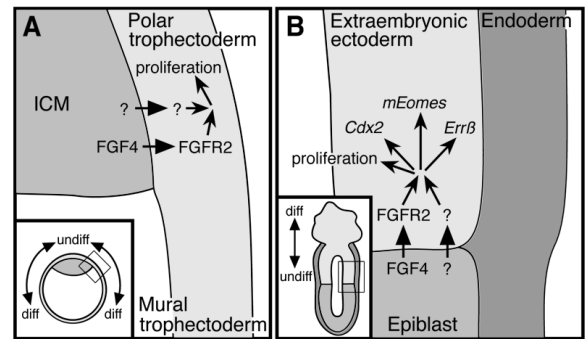 A
Polar
trophectoderm
proliferation
ICM
? ?
FGF4 FGFR2
undiff
diff diff
Mural
trophectoderm
B
Extraembryonic
ectoderm
Endoderm
mEomes
Cdx2 Errß
proliferation
diff
undiff
FGFR2 ?
FGF4 ?
Epiblast